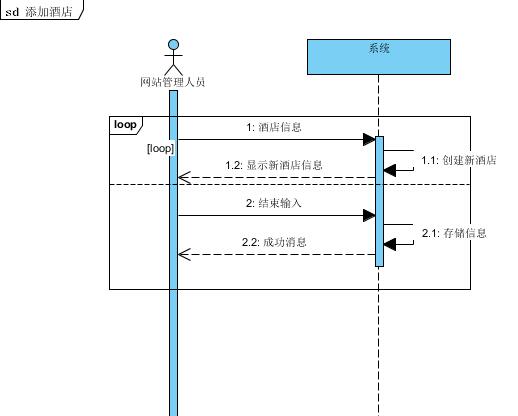 sd 添加酒店
系统
网站管理人员
loop
1: 酒店信息
[loop]
1.1: 创建新酒店
1.2: 显示新酒店信息
2: 结束输入
2.1: 存储信息
2.2: 成功消息